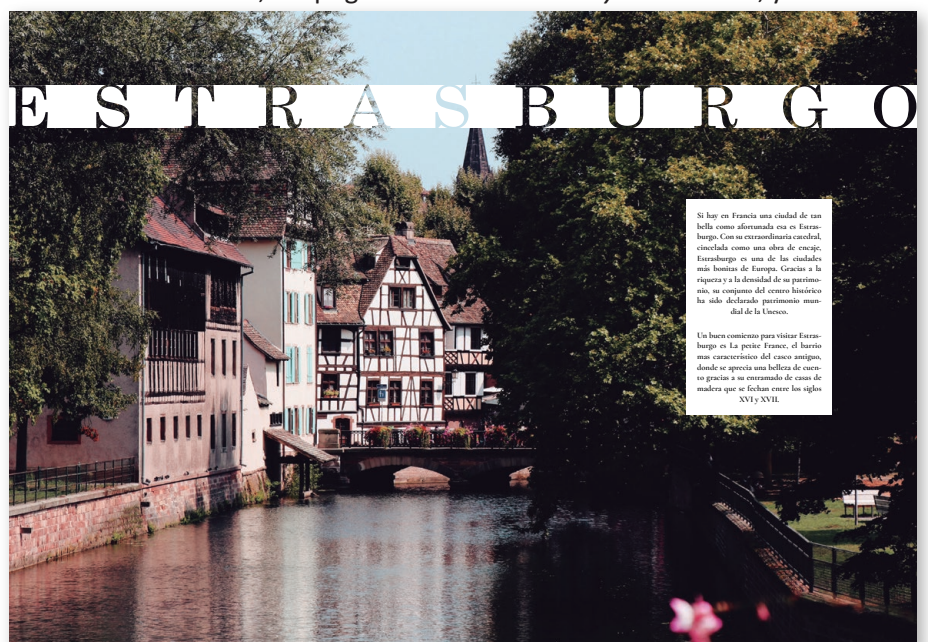 ESTRASBURGO
Si hay en Francia una ciudad de tan
bella como afortunada esa es Estras-
burgo. Con su extraordinaria catedral,
cincelada como una obra de encaje,
Estrasburgo es una de las ciudades
más bonitas de Europa. Gracias a la
riqueza y a la densidad de su patrimo-
nio, su conjunto del centro histórico
ha sido declarado patrimonio mun-
dial de la Unesco.
Un buen comienzo para visitar Estras-
burgo es La petite France, el barrio
mas característico del casco antiguo,
donde se aprecia una belleza de cuen-
to gracias a su entramado de casas de
madera que se fechan entre los siglos
XVI y XVII.